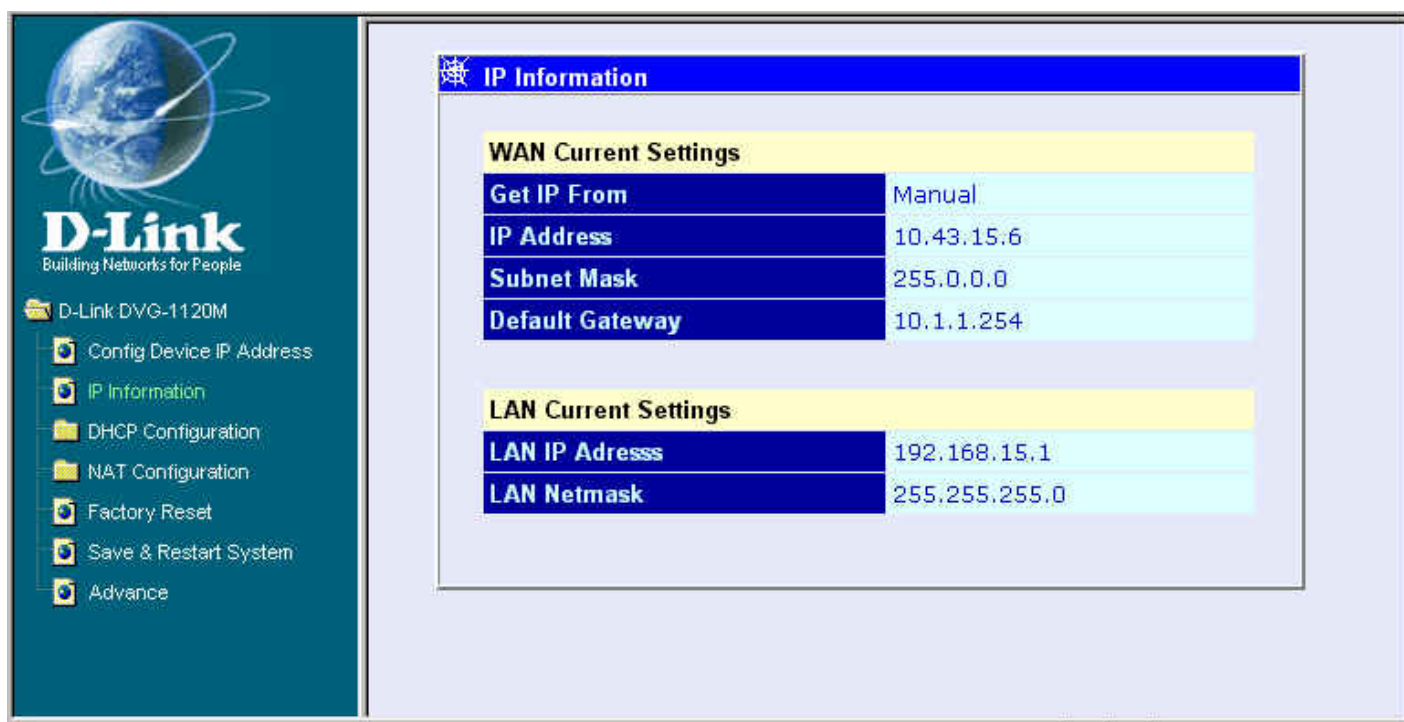 D-Link
Building Networks for People
D-Link DVG-1120M
Config Device IP Address
IP Information
DHCP Configuration
NAT Configuration
Factory Reset
Save & Restart System
Advance
IP Information
WAN Current Settings
Get IP From Manual
IP Address 10.43.15.6
Subnet Mask 255.0.0.0
Default Gateway 10.1.1.254
LAN Current Settings
LAN IP Adresss 192.168.15.1
LAN Netmask 255.255.255.0